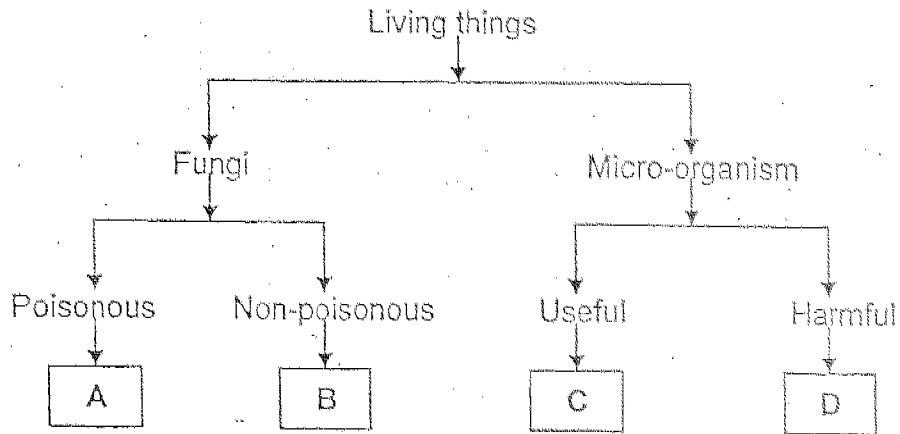 Living things
Fungi
Micro-organism
Poisonous
Non-poisonous
Useful
Harmful
A
B
C
D